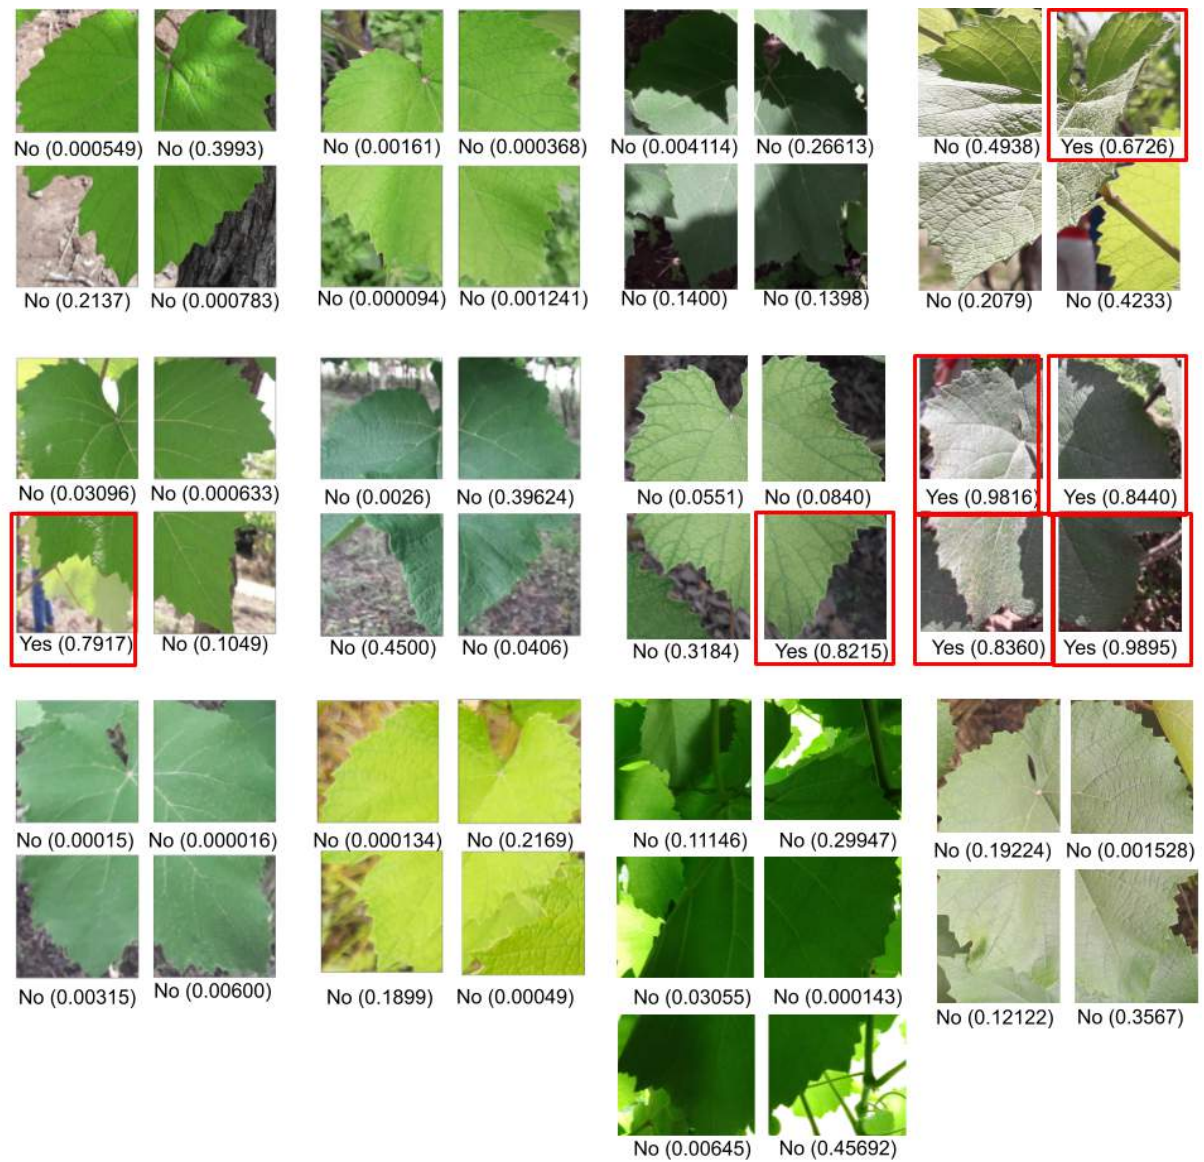 No (0.000549) No (0.3993) No (0.00161) No (0.000368) No (0.004114) No (0.26613) No (0.4938) Yes (0.6726)
No (0.2137) No (0.000783) No (0.000094) No (0.001241) No (0.1400) No (0.1398) No (0.2079) No (0.4233)
No (0.03096) No (0.000633) No (0.0026) No (0.39624) No (0.0551) No (0.0840) Yes (0.9816) Yes (0.8440)
Yes (0.7917) No (0.1049) No (0.4500) No (0.0406) No (0.3184) Yes (0.8215) Yes (0.8360) Yes (0.9895)
No (0.00015) No (0.000016) No (0.000134) No (0.2169) No (0.11146) No (0.29947) No (0.19224) No (0.001528)
No (0.00315) No (0.00600) No (0.1899) No (0.00049) No (0.03055) No (0.000143) No (0.12122) No (0.3567)
No (0.00645) No (0.45692)